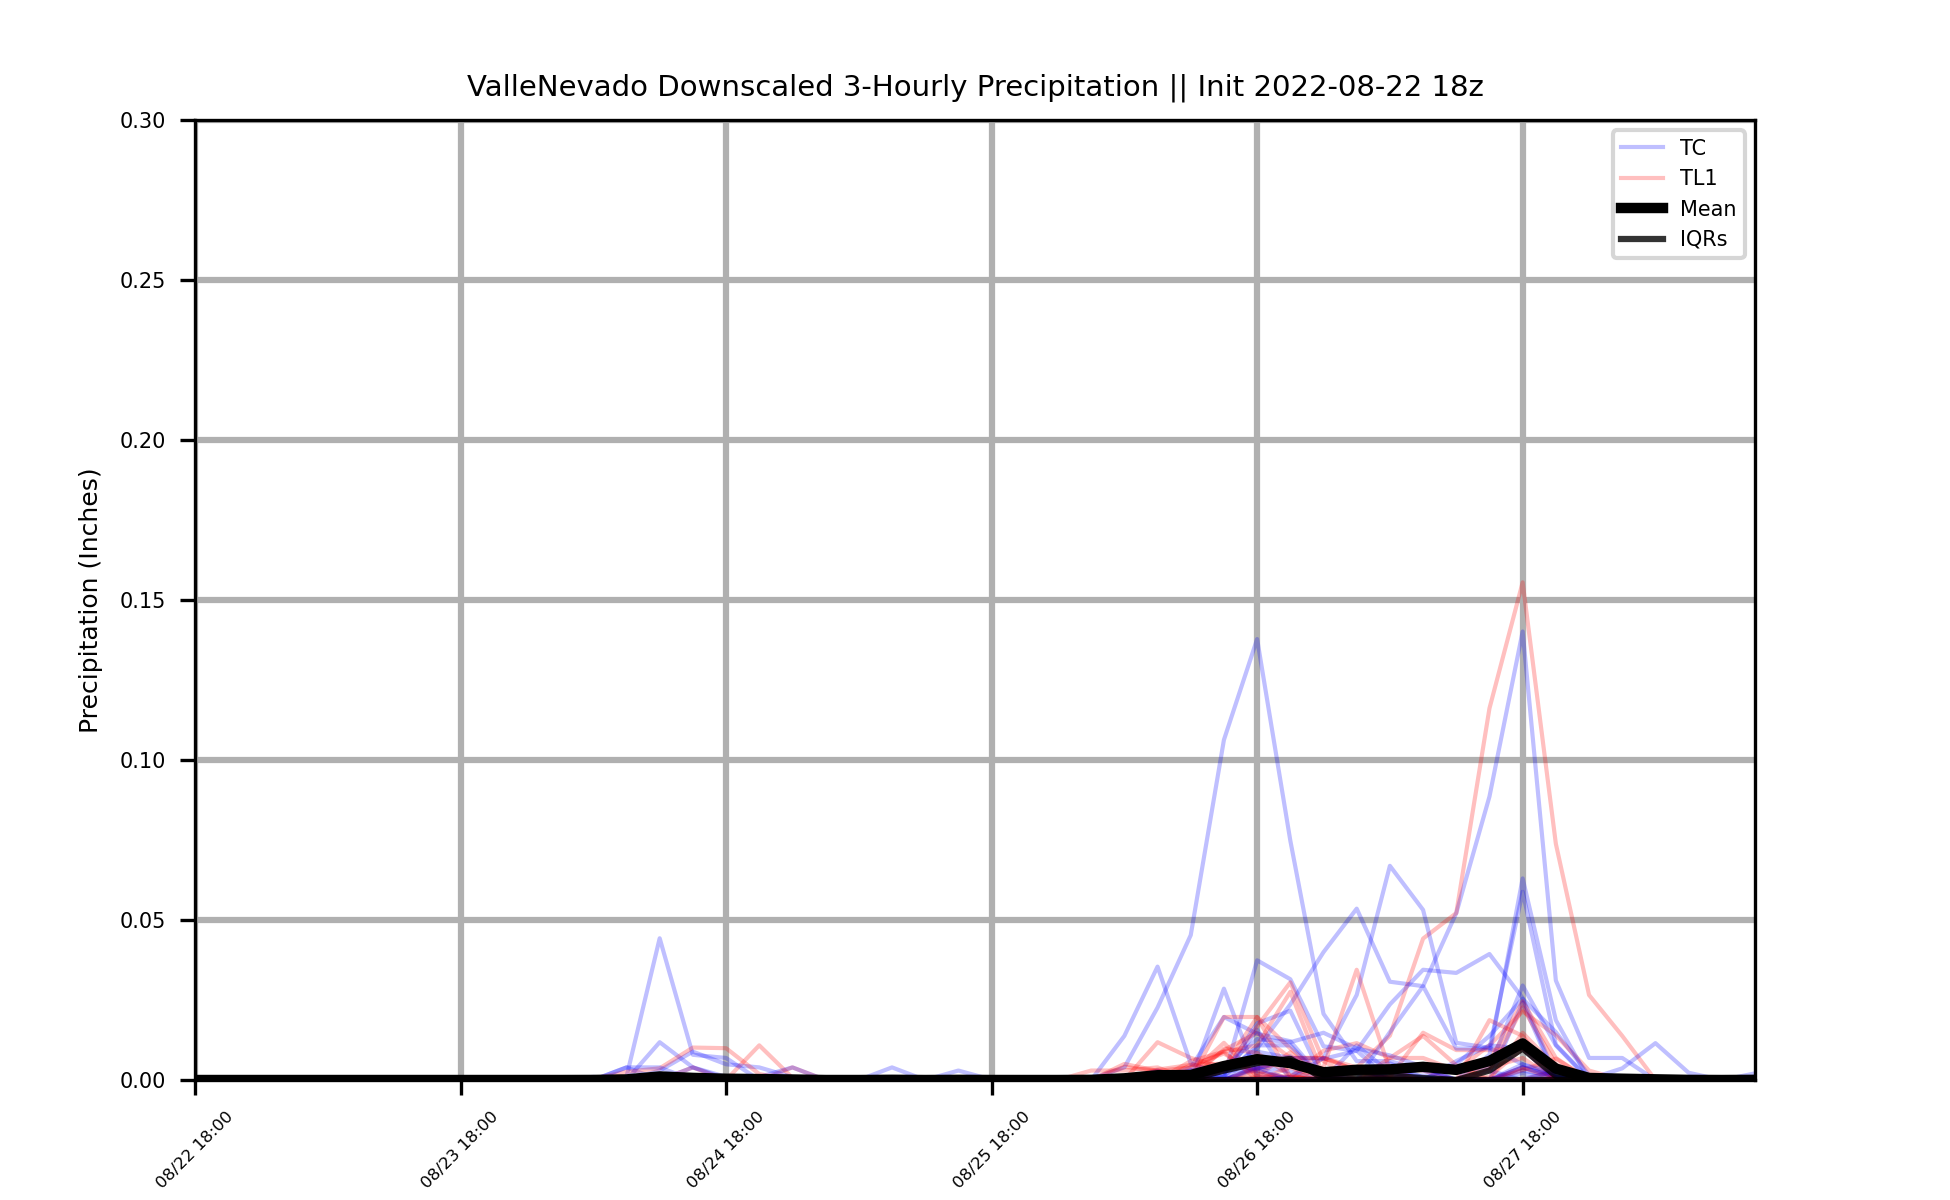 ValleNevado Downscaled 3-Hourly Precipitation || Init 2022-08-22 18z
Precipitation (Inches)
0.30
0.25
0.20
0.15
0.10
0.05
0.00
TC
TL1
Mean
IQRs
08/22 18:00
08/23 18:00
08/24 18:00
08/25 18:00
08/26 18:00
08/27 18:00